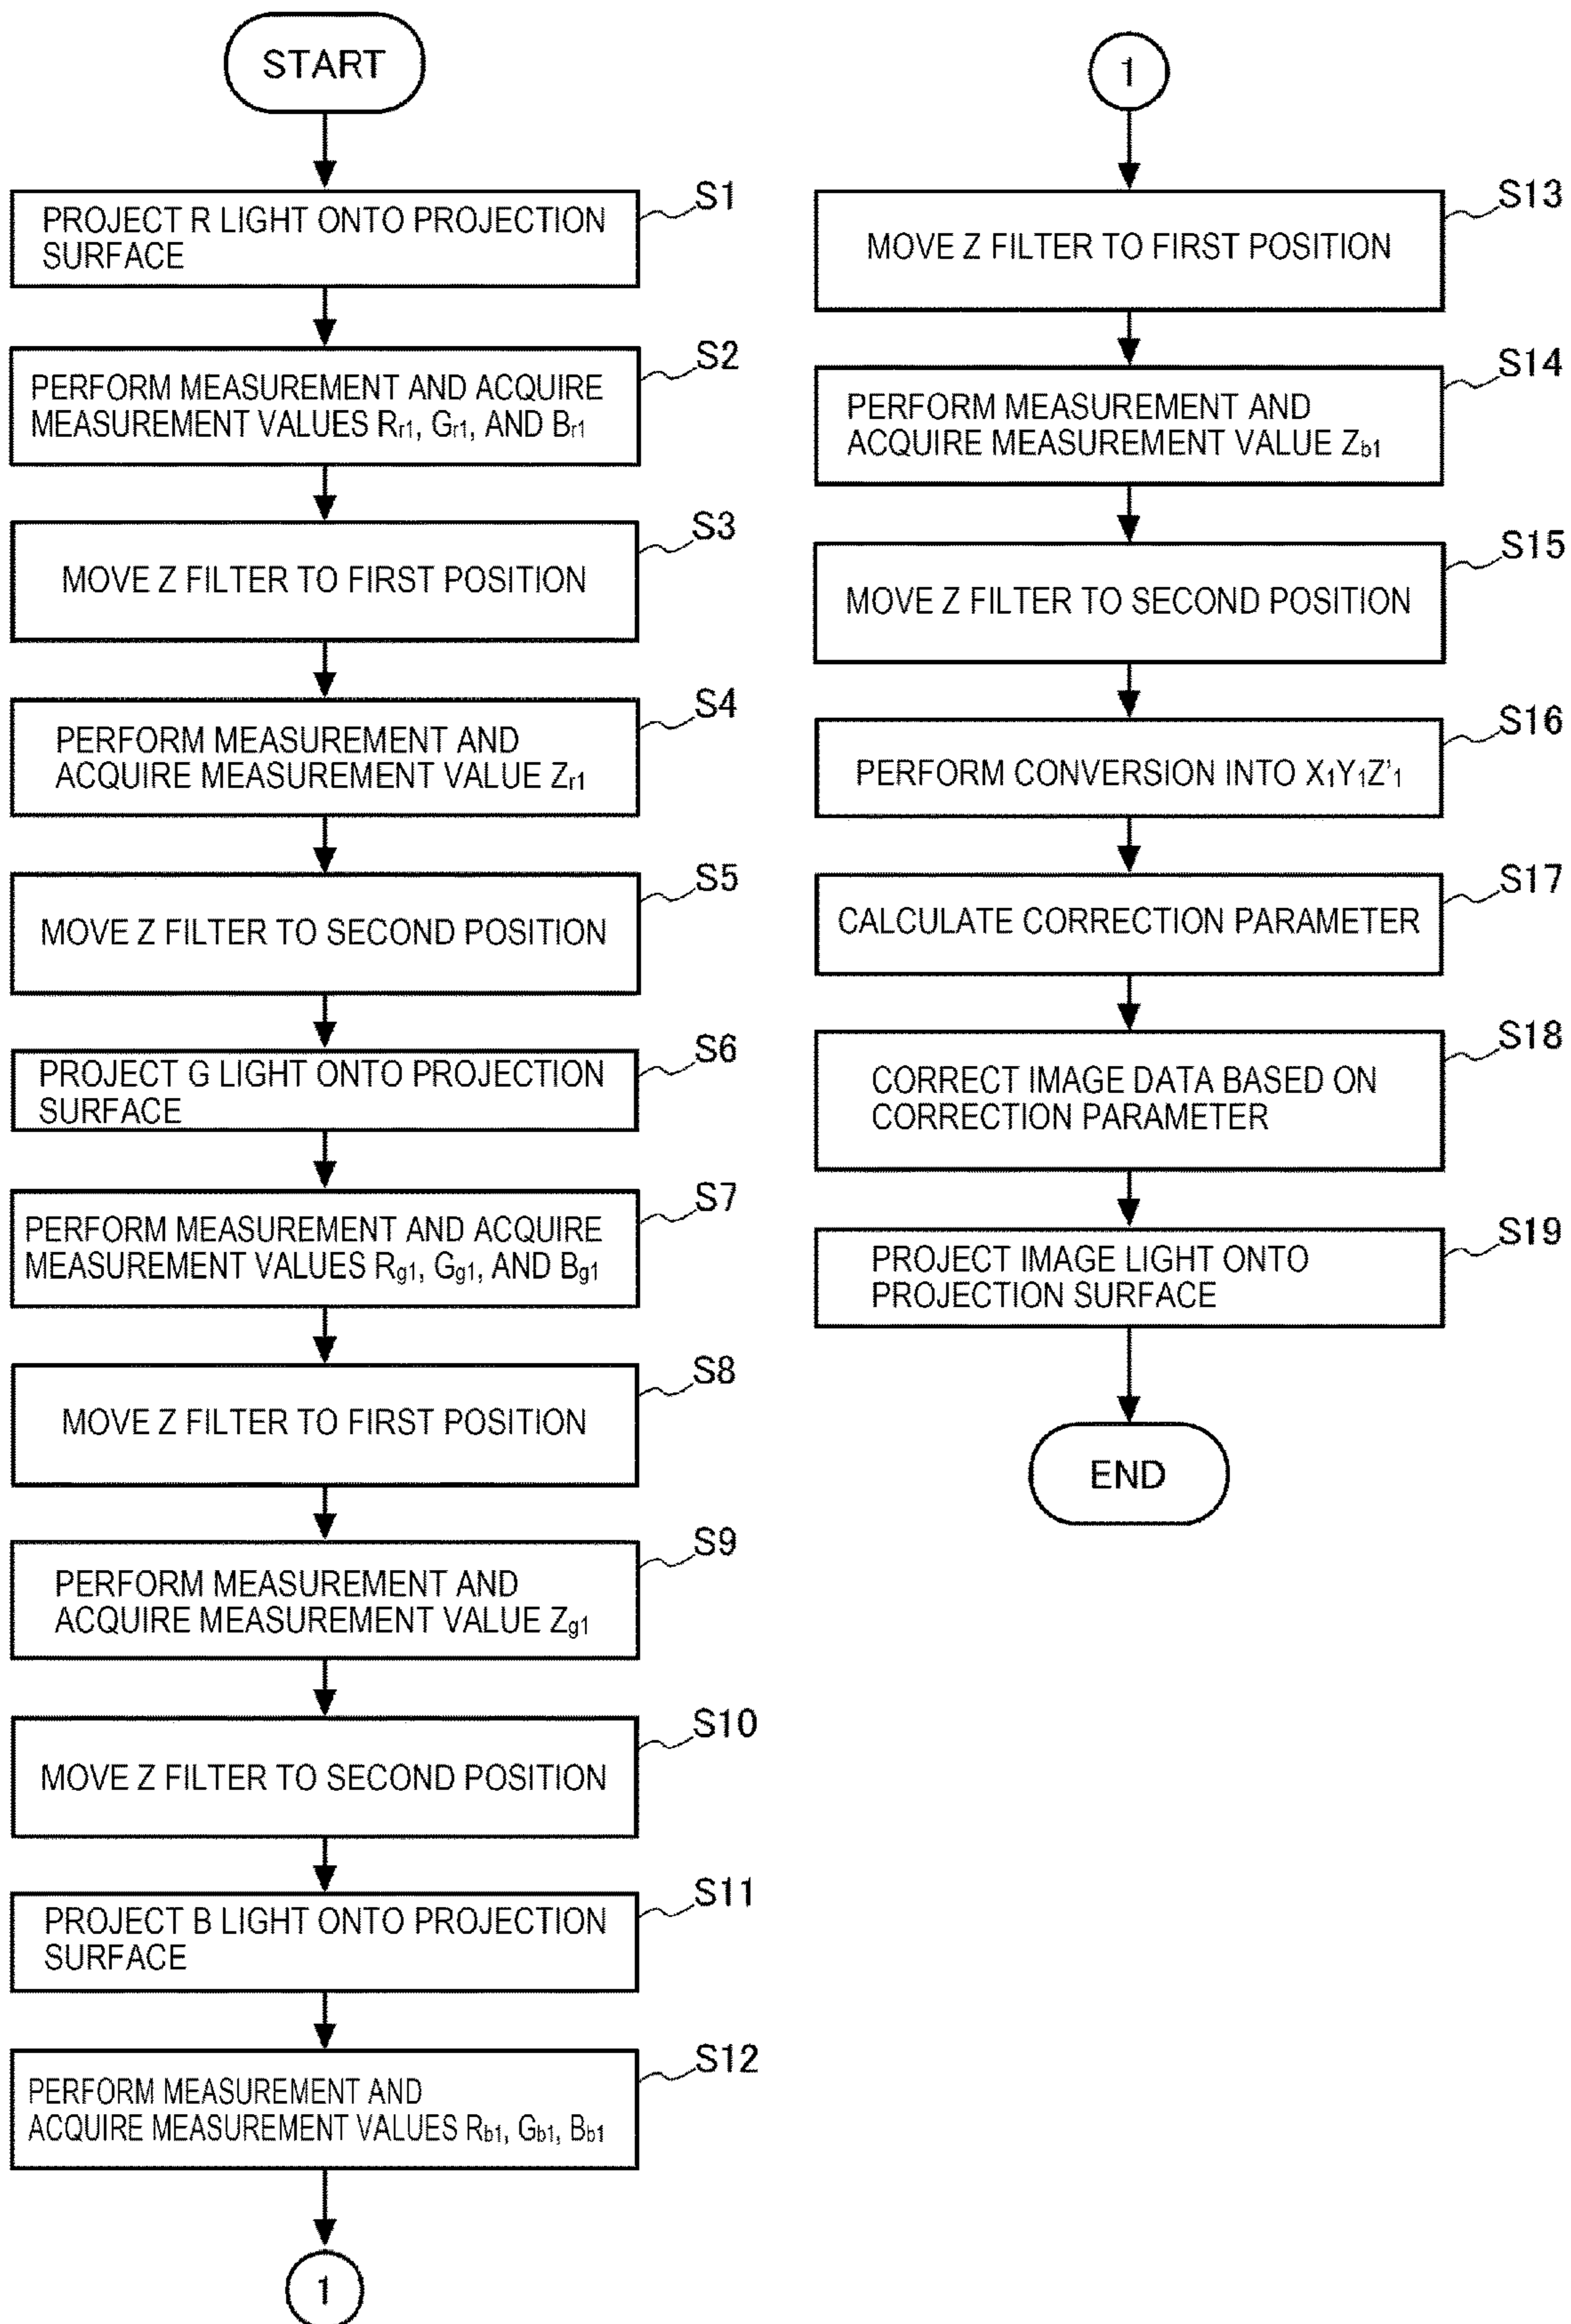 START
S1
PROJECT R LIGHT ONTO PROJECTION
SURFACE
S2
PERFORM MEASUREMENT AND ACQUIRE
MEASUREMENT VALUES Rr1, Gr1, AND Br1
S3
MOVE Z FILTER TO FIRST POSITION
S4
PERFORM MEASUREMENT AND
ACQUIRE MEASUREMENT VALUE Zr1
S5
MOVE Z FILTER TO SECOND POSITION
S6
PROJECT G LIGHT ONTO PROJECTION
SURFACE
S7
PERFORM MEASUREMENT AND ACQUIRE
MEASUREMENT VALUES Rg1, Gg1, AND Bg1
S8
MOVE Z FILTER TO FIRST POSITION
S9
PERFORM MEASUREMENT AND
ACQUIRE MEASUREMENT VALUE Zg1
S10
MOVE Z FILTER TO SECOND POSITION
S11
PROJECT B LIGHT ONTO PROJECTION
SURFACE
S12
PERFORM MEASUREMENT AND
ACQUIRE MEASUREMENT VALUES Rb1, Gb1, Bb1
1
1
S13
MOVE Z FILTER TO FIRST POSITION
S14
PERFORM MEASUREMENT AND
ACQUIRE MEASUREMENT VALUE Zb1
S15
MOVE Z FILTER TO SECOND POSITION
S16
PERFORM CONVERSION INTO X1Y1Z'1
S17
CALCULATE CORRECTION PARAMETER
S18
CORRECT IMAGE DATA BASED ON
CORRECTION PARAMETER
S19
PROJECT IMAGE LIGHT ONTO
PROJECTION SURFACE
END